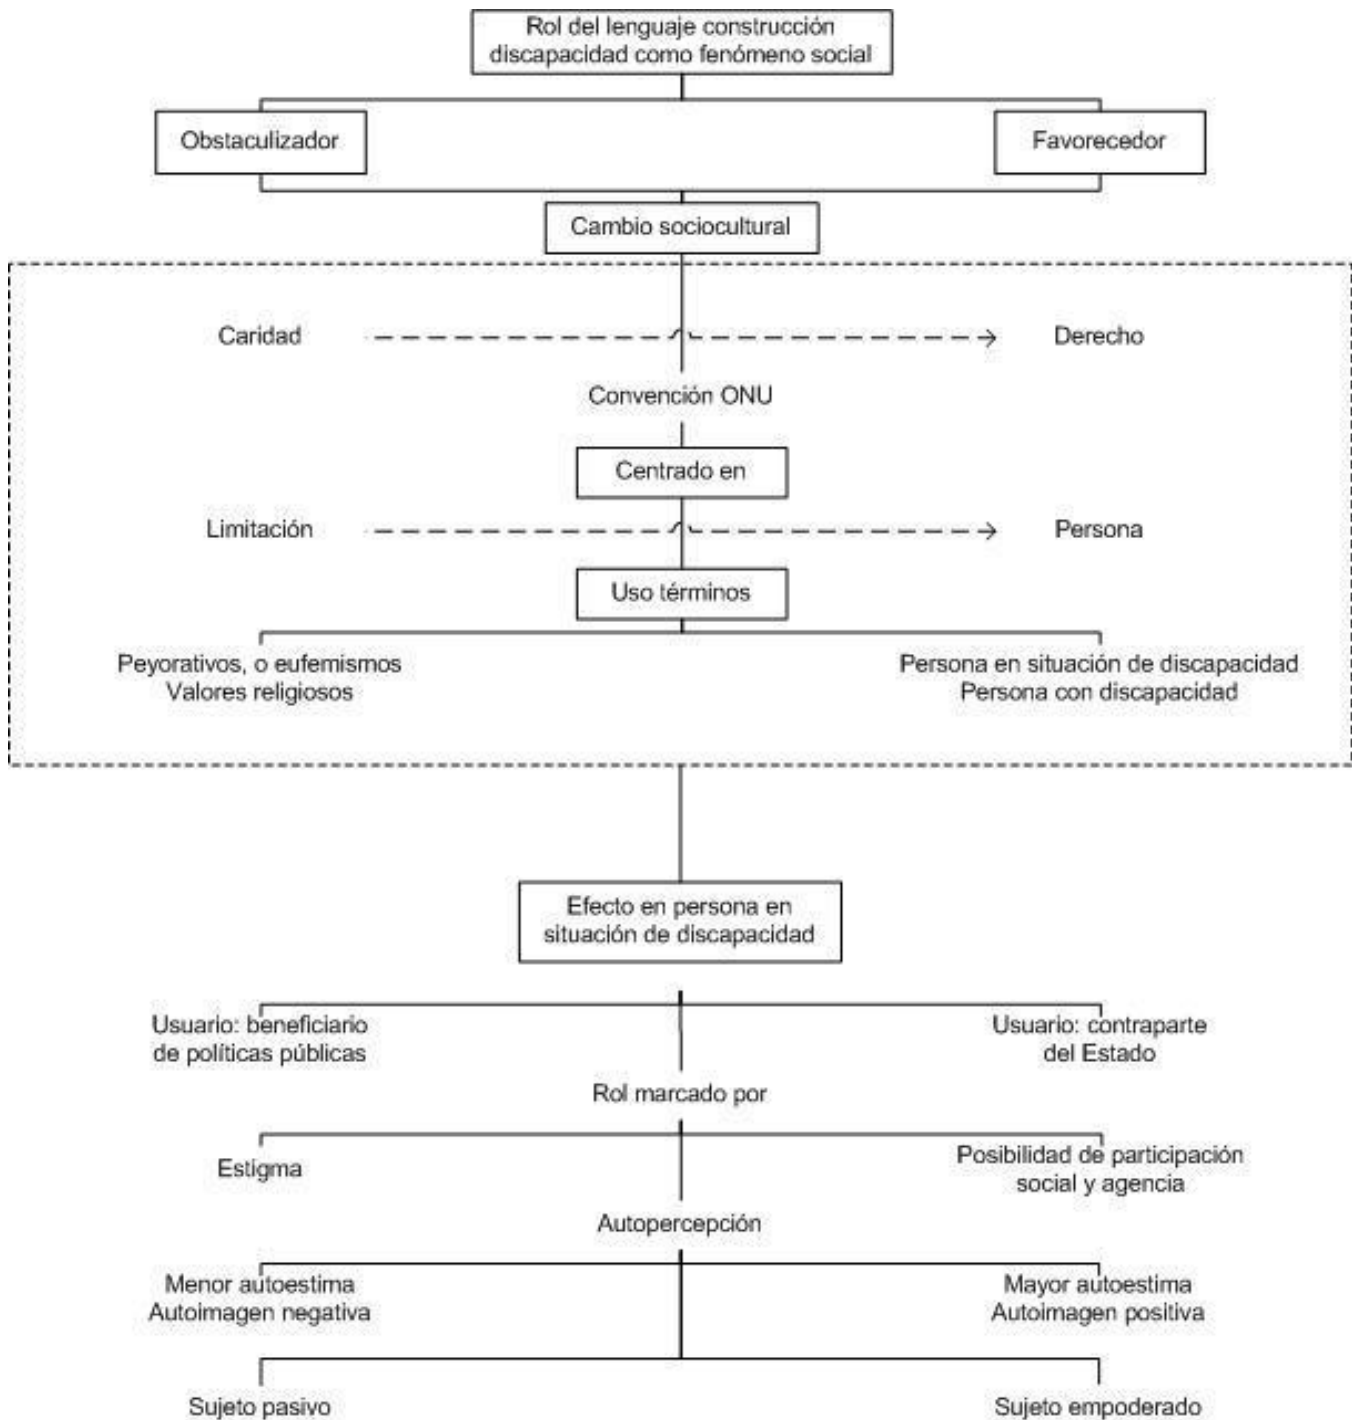 Rol del lenguaje construcción
discapacidad como fenómeno social
Obstaculizador
Favorecedor
Cambio sociocultural
Caridad
Derecho
Convención ONU
Centrado en
Limitación
Persona
Uso términos
Peyorativos, o eufemismos
Valores religiosos
Persona en situación de discapacidad
Persona con discapacidad
Efecto en persona en
situación de discapacidad
Usuario: beneficiario
de políticas públicas
Usuario: contraparte
del Estado
Rol marcado por
Estigma
Posibilidad de participación
social y agencia
Autopercepción
Menor autoestima
Autoimagen negativa
Mayor autoestima
Autoimagen positiva
Sujeto pasivo
Sujeto empoderado